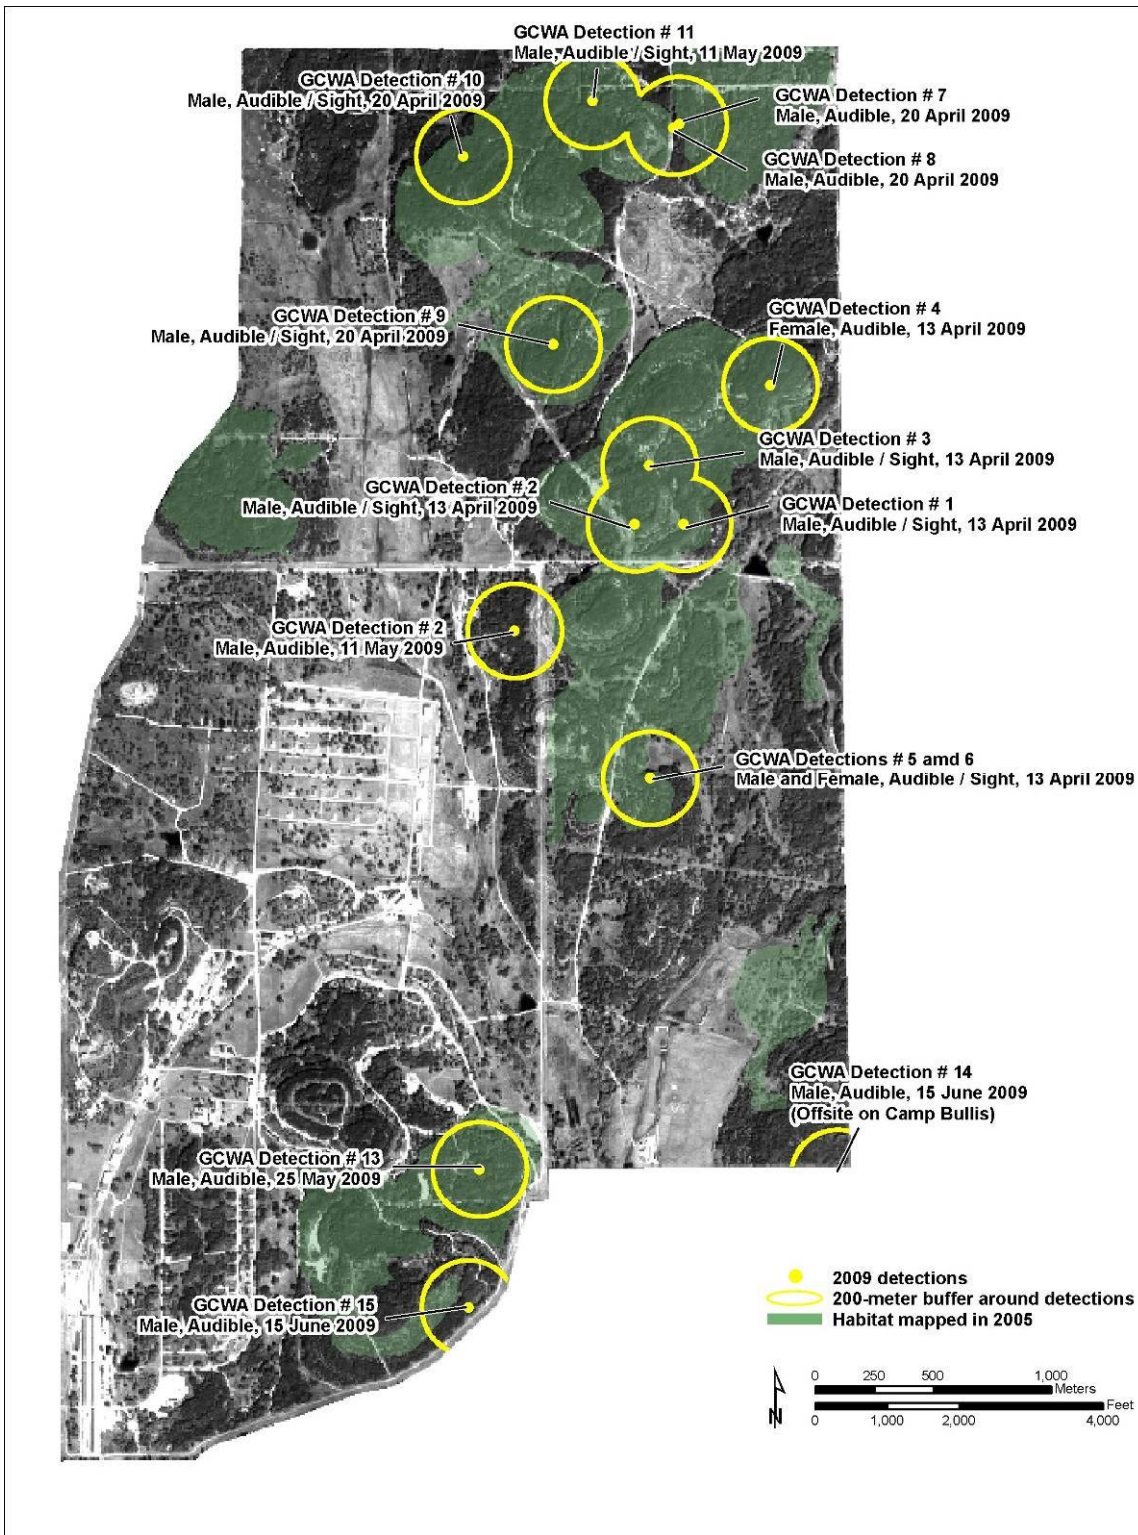 GCWA Detection # 11
Male, Audible / Sight, 11 May 2009
GCWA Detection # 10
Male, Audible / Sight, 20 April 2009
GCWA Detection # 7
Male, Audible, 20 April 2009
GCWA Detection # 8
Male, Audible, 20 April 2009
GCWA Detection # 4
Female, Audible, 13 April 2009
GCWA Detection # 9
Male, Audible / Sight, 20 April 2009
GCWA Detection # 3
Male, Audible / Sight, 13 April 2009
GCWA Detection # 2
Male, Audible / Sight, 13 April 2009
GCWA Detection # 1
Male, Audible / Sight, 13 April 2009
GCWA Detection # 2
Male, Audible, 11 May 2009
GCWA Detections # 5 amd 6
Male and Female, Audible / Sight, 13 April 2009
GCWA Detection # 14
Male, Audible, 15 June 2009
(Offsite on Camp Bullis)
GCWA Detection # 13
Male, Audible, 25 May 2009
GCWA Detection # 15
Male, Audible, 15 June 2009
2009 detections
200-meter buffer around detections
Habitat mapped in 2005
N
0 250 500 1,000
Meters
Feet
0 1,000 2,000 4,000